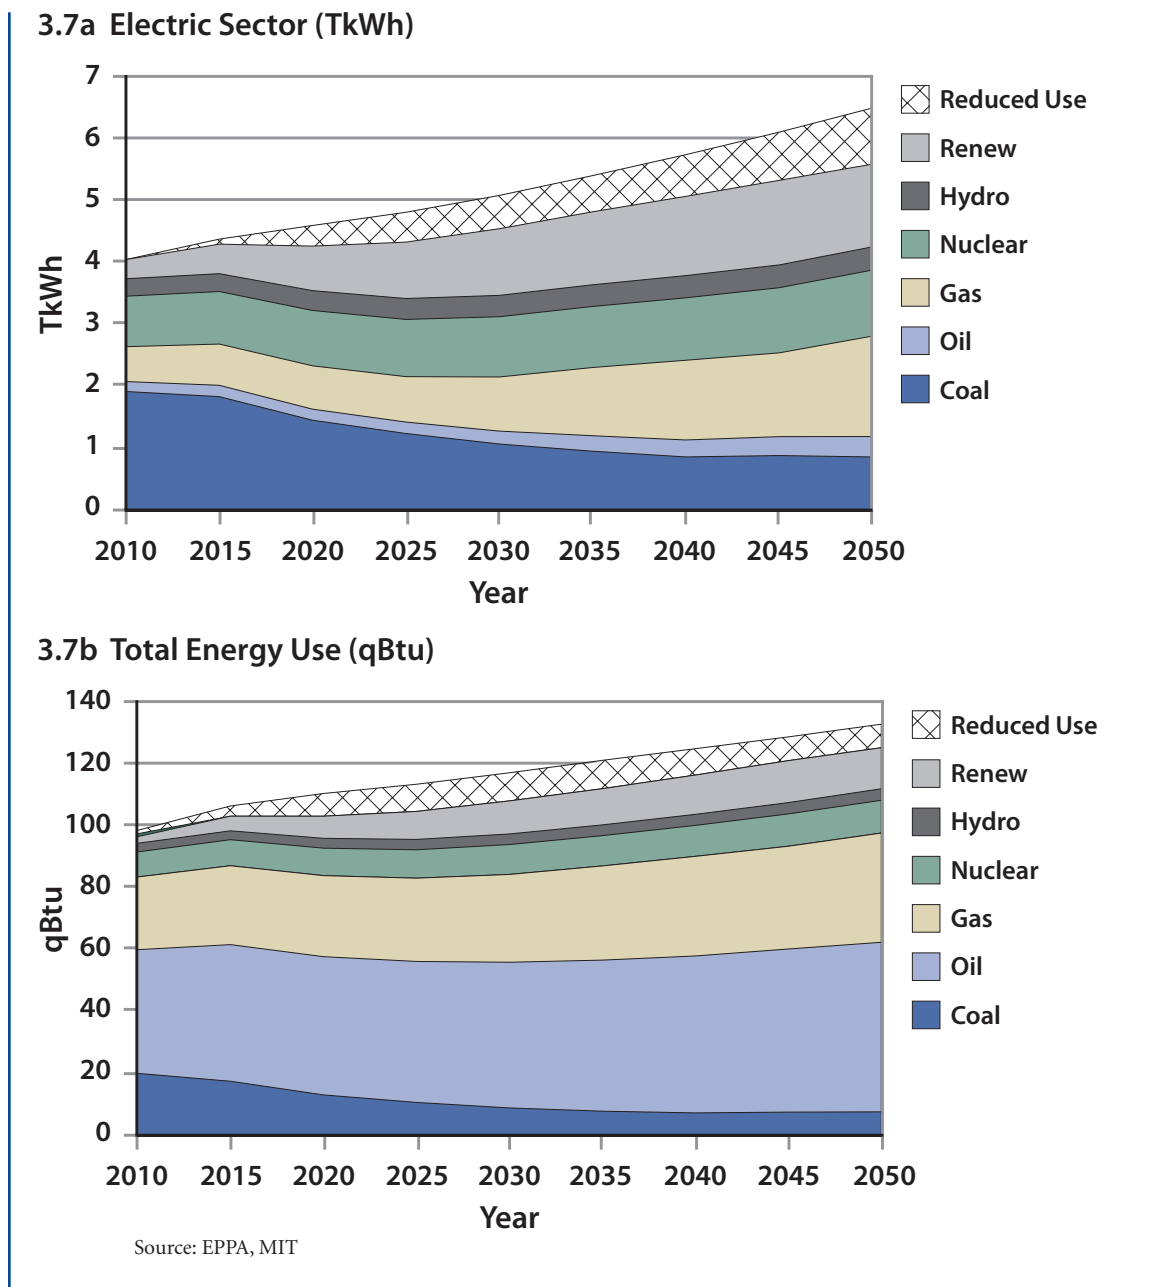 3.7a Electric Sector (TkWh)
7
6
5
4
3
2
1
0
TkWh
2010 2015 2020 2025 2030 2035 2040 2045 2050
Year
Reduced Use
Renew
Hydro
Nuclear
Gas
Oil
Coal
3.7b Total Energy Use (qBtu)
140
120
100
80
60
40
20
0
qBtu
2010 2015 2020 2025 2030 2035 2040 2045 2050
Year
Reduced Use
Renew
Hydro
Nuclear
Gas
Oil
Coal
Source: EPPA, MIT